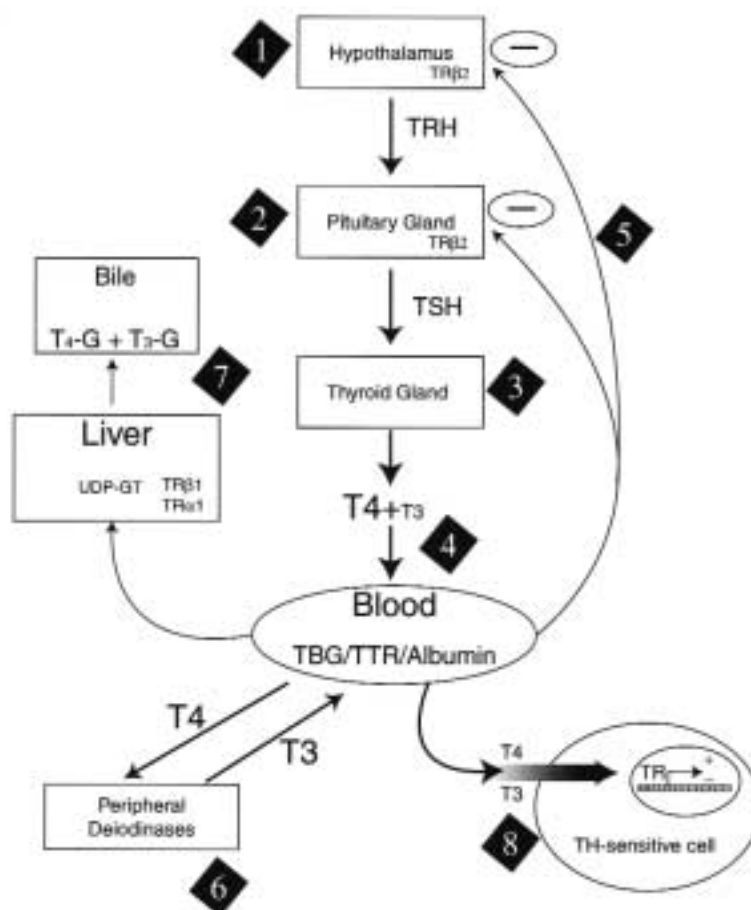 1
Hypothalamus
TRβ2
−
TRH
2
Pituitary Gland
TRβ2
−
5
Bile
T4-G + T3-G
TSH
7
Thyroid Gland
3
Liver
UDP-GT
TRβ1
TRα1
T4+T3
4
Blood
TBG/TTR/Albumin
T4
T3
Peripheral
Deiodinases
6
T4
T3
TR
+
−
8
TH-sensitive cell